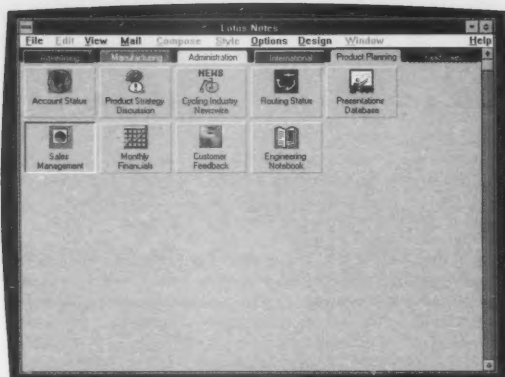 Lotus Notes
File Edit View Mail Compose Style Options Design Window Help
Manufacturing Administration International Product Planning
Account Status
Product Strategy
Discussion
NEWS
Cycling Industry
Newswire
Routing Status
Presentations
Database
Sales
Management
Monthly
Financials
Customer
Feedback
Engineering
Notebook